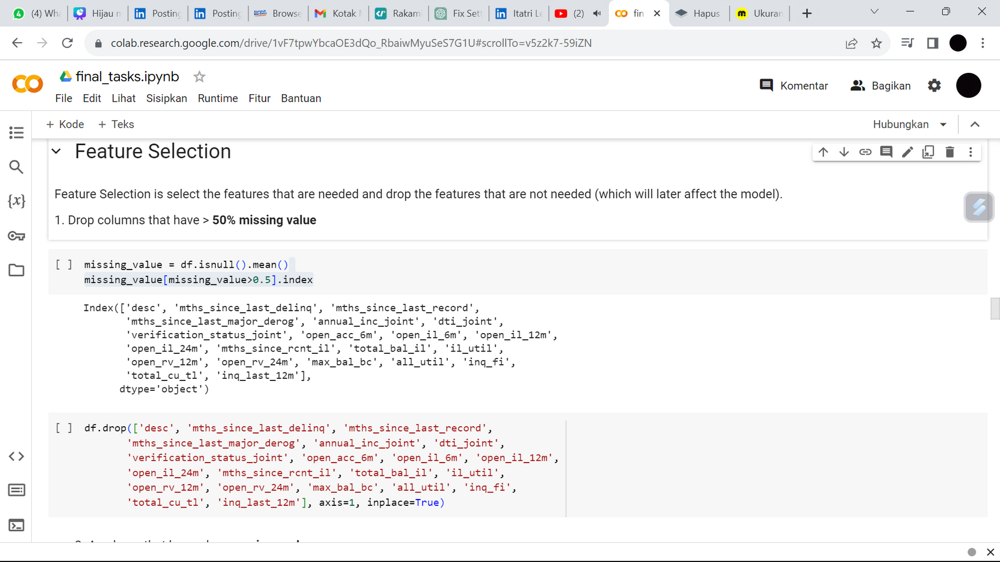 (4) Wha
Hijau m
Posting
Posting
Browse
Kotak
Rakami
Fix Sett
Itatri Le
(2)
fin
Hapus
Ukuran
colab.research.google.com/drive/1vF7tpwYbcaOE3dQo_RbaiwMyuSeS7G1U#scrollTo=v5z2k7-59iZN
final_tasks.ipynb
Komentar
Bagikan
File Edit Lihat Sisipkan Runtime Fitur Bantuan
+ Kode + Teks
Hubungkan
Feature Selection
Feature Selection is select the features that are needed and drop the features that are not needed (which will later affect the model).
1. Drop columns that have > 50% missing value
[ ] missing_value = df.isnull().mean()
missing_value[missing_value>0.5].index
Index(['desc', 'mths_since_last_delinq', 'mths_since_last_record',
'mths_since_last_major_derog', 'annual_inc_joint', 'dti_joint',
'verification_status_joint', 'open_acc_6m', 'open_il_6m', 'open_il_12m',
'open_il_24m', 'mths_since_rcnt_il', 'total_bal_il', 'il_util',
'open_rv_12m', 'open_rv_24m', 'max_bal_bc', 'all_util', 'inq_fi',
'total_cu_tl', 'inq_last_12m'],
dtype='object')
[ ] df.drop(['desc', 'mths_since_last_delinq', 'mths_since_last_record',
'mths_since_last_major_derog', 'annual_inc_joint', 'dti_joint',
'verification_status_joint', 'open_acc_6m', 'open_il_6m', 'open_il_12m',
'open_il_24m', 'mths_since_rcnt_il', 'total_bal_il', 'il_util',
'open_rv_12m', 'open_rv_24m', 'max_bal_bc', 'all_util', 'inq_fi',
'total_cu_tl', 'inq_last_12m'], axis=1, inplace=True)